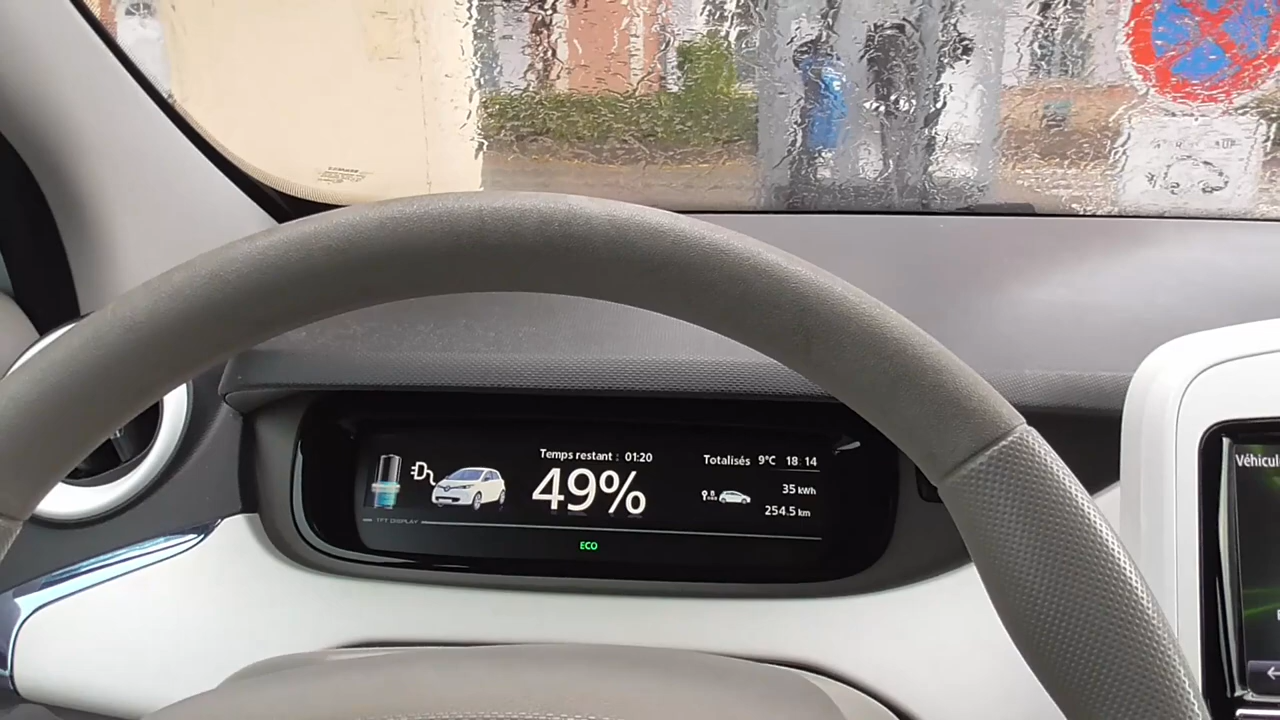 Temps restant : 01:20
49%
Totalisés 9°C 18:14
35 kWh
254.5 km
TFT DISPLAY
ECO
Véhicul